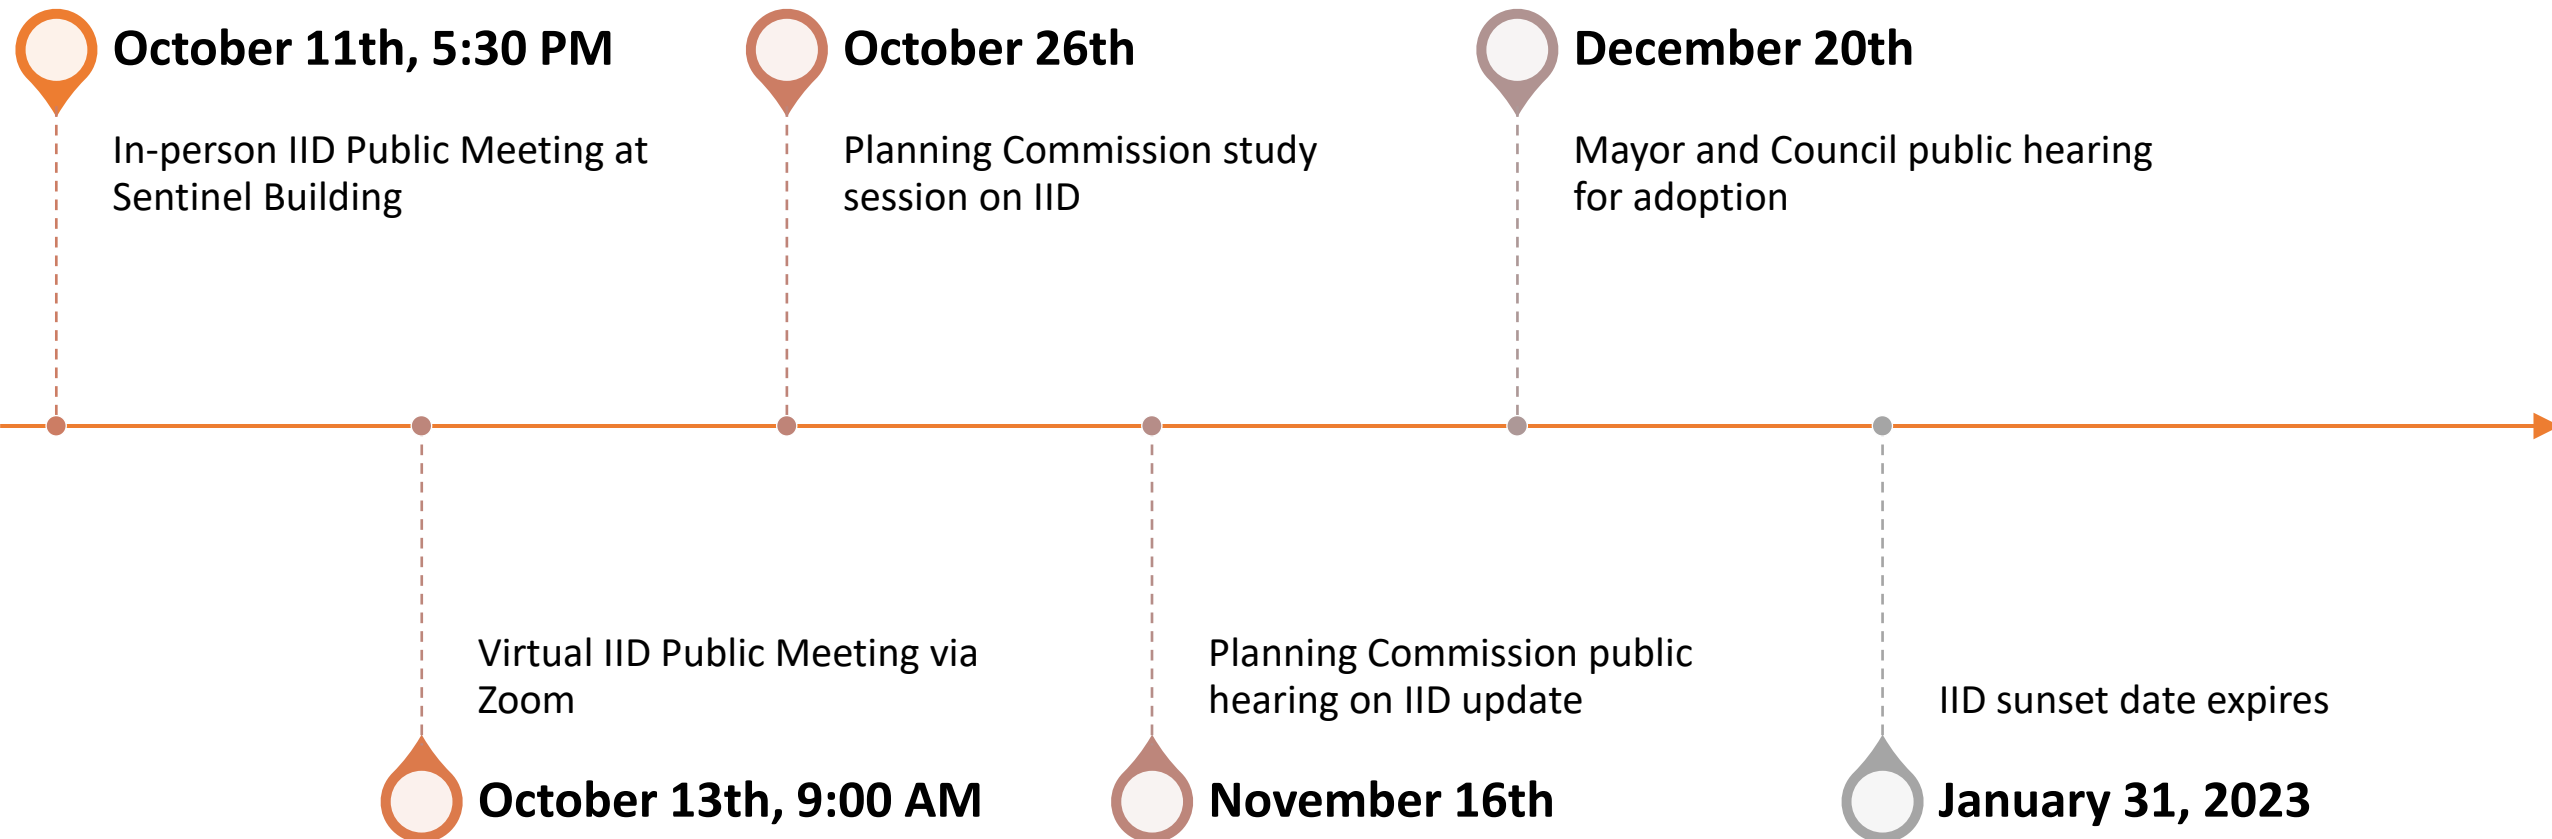 October 11th, 5:30 PM
In-person IID Public Meeting at
Sentinel Building
Virtual IID Public Meeting via
Zoom
October 13th, 9:00 AM
October 26th
Planning Commission study
session on IID
Planning Commission public
hearing on IID update
November 16th
December 20th
Mayor and Council public hearing
for adoption
IID sunset date expires
January 31, 2023